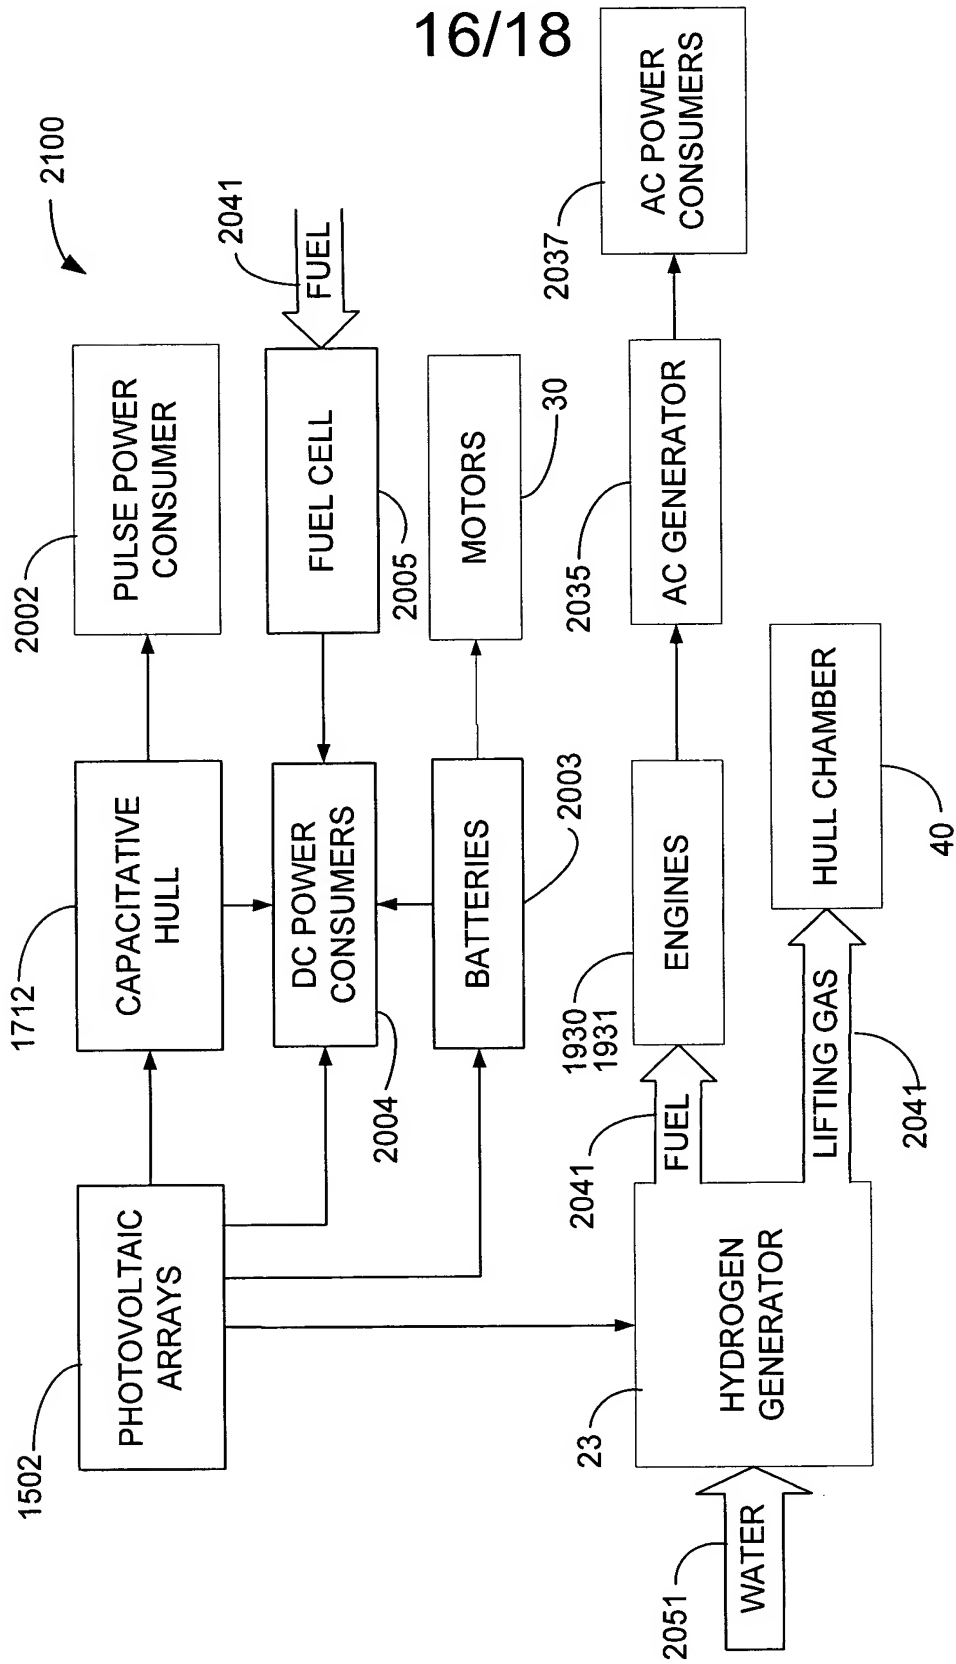 16/18
2100
2002
PULSE POWER
CONSUMER
1712
CAPACITATIVE
HULL
1502
PHOTOVOLTAIC
ARRAYS
2041
FUEL
FUEL CELL
2005
DC POWER
CONSUMERS
2004
MOTORS
30
BATTERIES
2003
2037
AC POWER
CONSUMERS
2035
AC GENERATOR
1930
1931
ENGINES
2041
FUEL
HULL CHAMBER
40
LIFTING GAS
2041
23
HYDROGEN
GENERATOR
2051
WATER